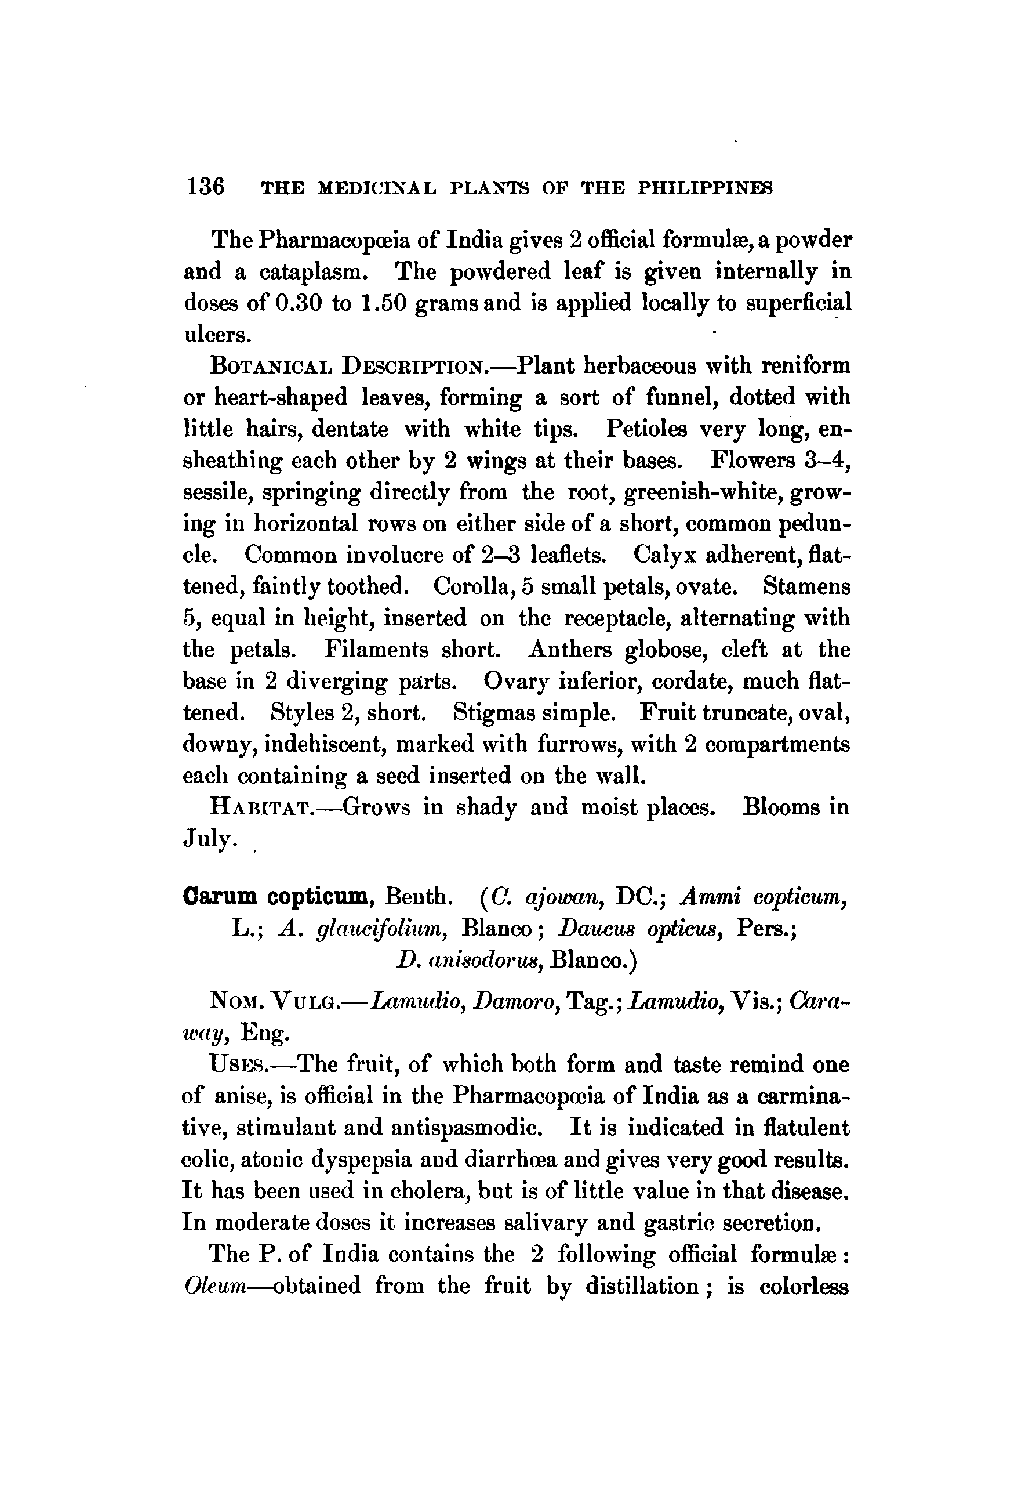 136 THE MEDICINAL PLANTS OF THE PHILIPPINES
The Pharmacopœia of India gives 2 official formulæ, a powder
and a cataplasm. The powdered leaf is given internally in
doses of 0.30 to 1.50 grams and is applied locally to superficial
ulcers.
BOTANICAL DESCRIPTION.—Plant herbaceous with reniform
or heart-shaped leaves, forming a sort of funnel, dotted with
little hairs, dentate with white tips. Petioles very long, en-
sheathing each other by 2 wings at their bases. Flowers 3–4,
sessile, springing directly from the root, greenish-white, grow-
ing in horizontal rows on either side of a short, common pedun-
cle. Common involucre of 2–3 leaflets. Calyx adherent, flat-
tened, faintly toothed. Corolla, 5 small petals, ovate. Stamens
5, equal in height, inserted on the receptacle, alternating with
the petals. Filaments short. Anthers globose, cleft at the
base in 2 diverging parts. Ovary inferior, cordate, much flat-
tened. Styles 2, short. Stigmas simple. Fruit truncate, oval,
downy, indehiscent, marked with furrows, with 2 compartments
each containing a seed inserted on the wall.
HABITAT.—Grows in shady and moist places. Blooms in
July.
Carum copticum, Benth. (C. ajowan, DC.; Ammi copticum,
L.; A. glaucifolium, Blanco; Daucus opticus, Pers.;
D. anisodorus, Blanco.)
NOM. VULG.—Lamudio, Damoro, Tag.; Lamudio, Vis.; Cara-
way, Eng.
USES.—The fruit, of which both form and taste remind one
of anise, is official in the Pharmacopœia of India as a carmina-
tive, stimulant and antispasmodic. It is indicated in flatulent
colic, atonic dyspepsia and diarrhœa and gives very good results.
It has been used in cholera, but is of little value in that disease.
In moderate doses it increases salivary and gastric secretion.
The P. of India contains the 2 following official formulæ:
Oleum—obtained from the fruit by distillation; is colorless